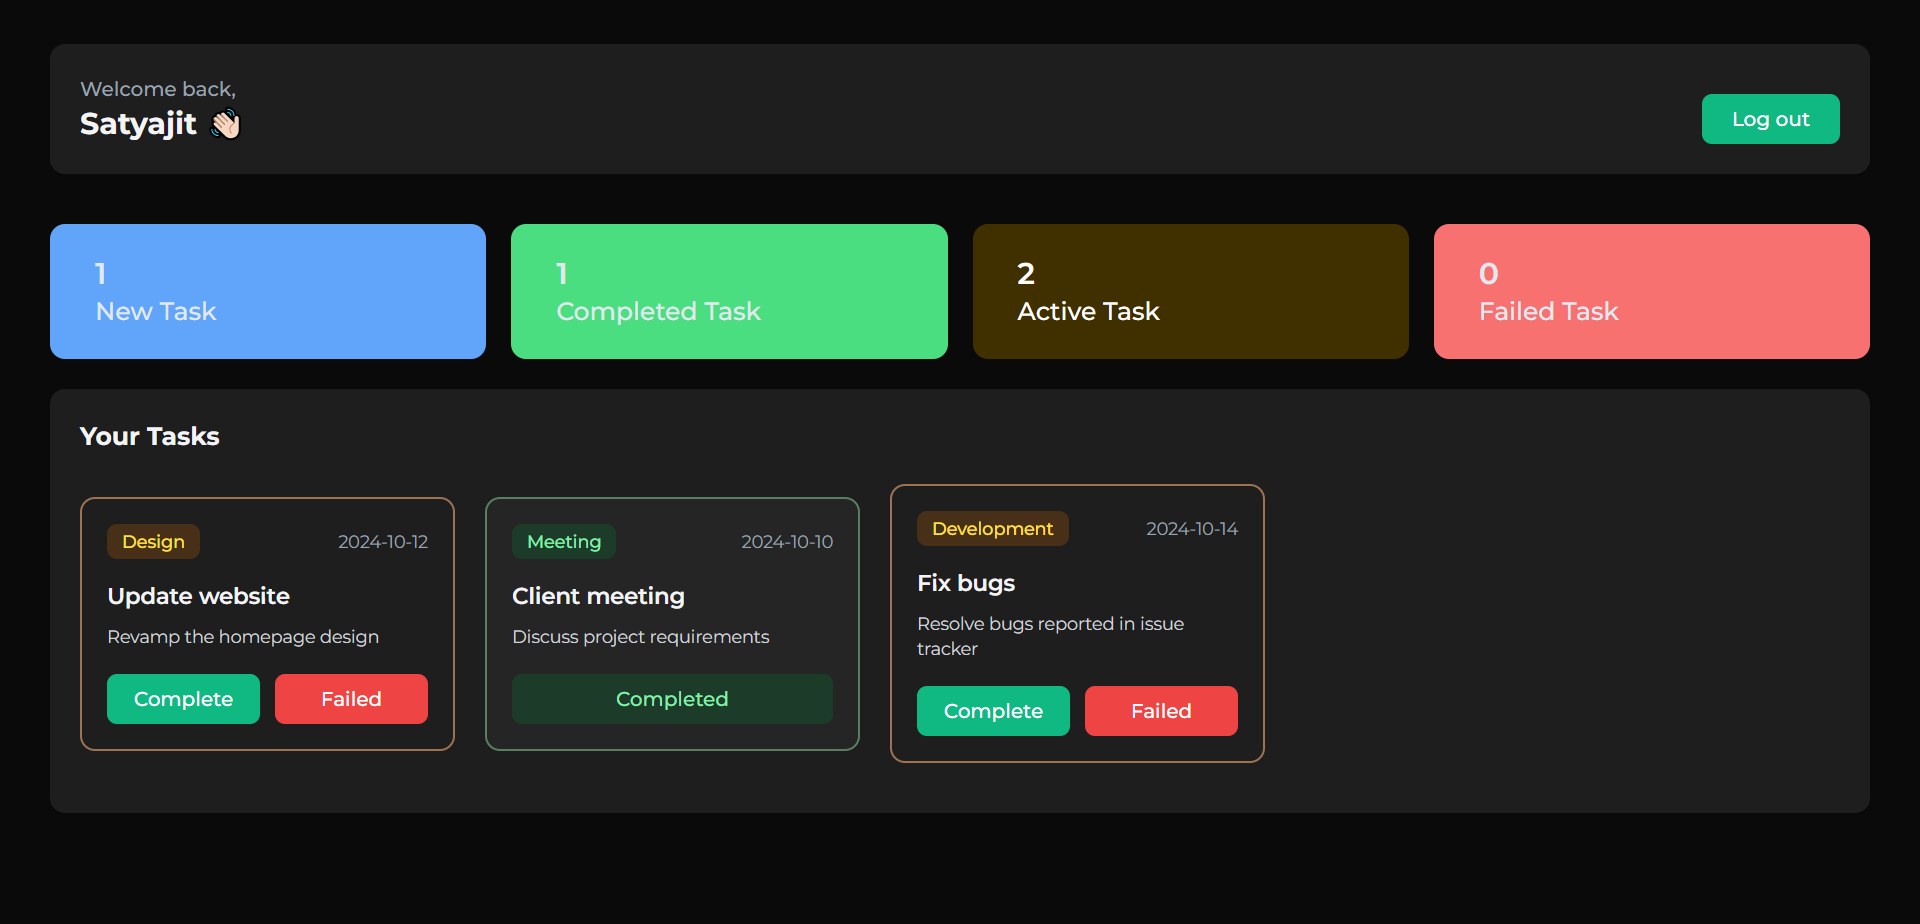 Welcome back,
Satyajit 👋🏻
Log out
1
New Task
1
Completed Task
2
Active Task
0
Failed Task
Your Tasks
Design
2024-10-12
Update website
Revamp the homepage design
Complete
Failed
Meeting
2024-10-10
Client meeting
Discuss project requirements
Completed
Development
2024-10-14
Fix bugs
Resolve bugs reported in issue
tracker
Complete
Failed